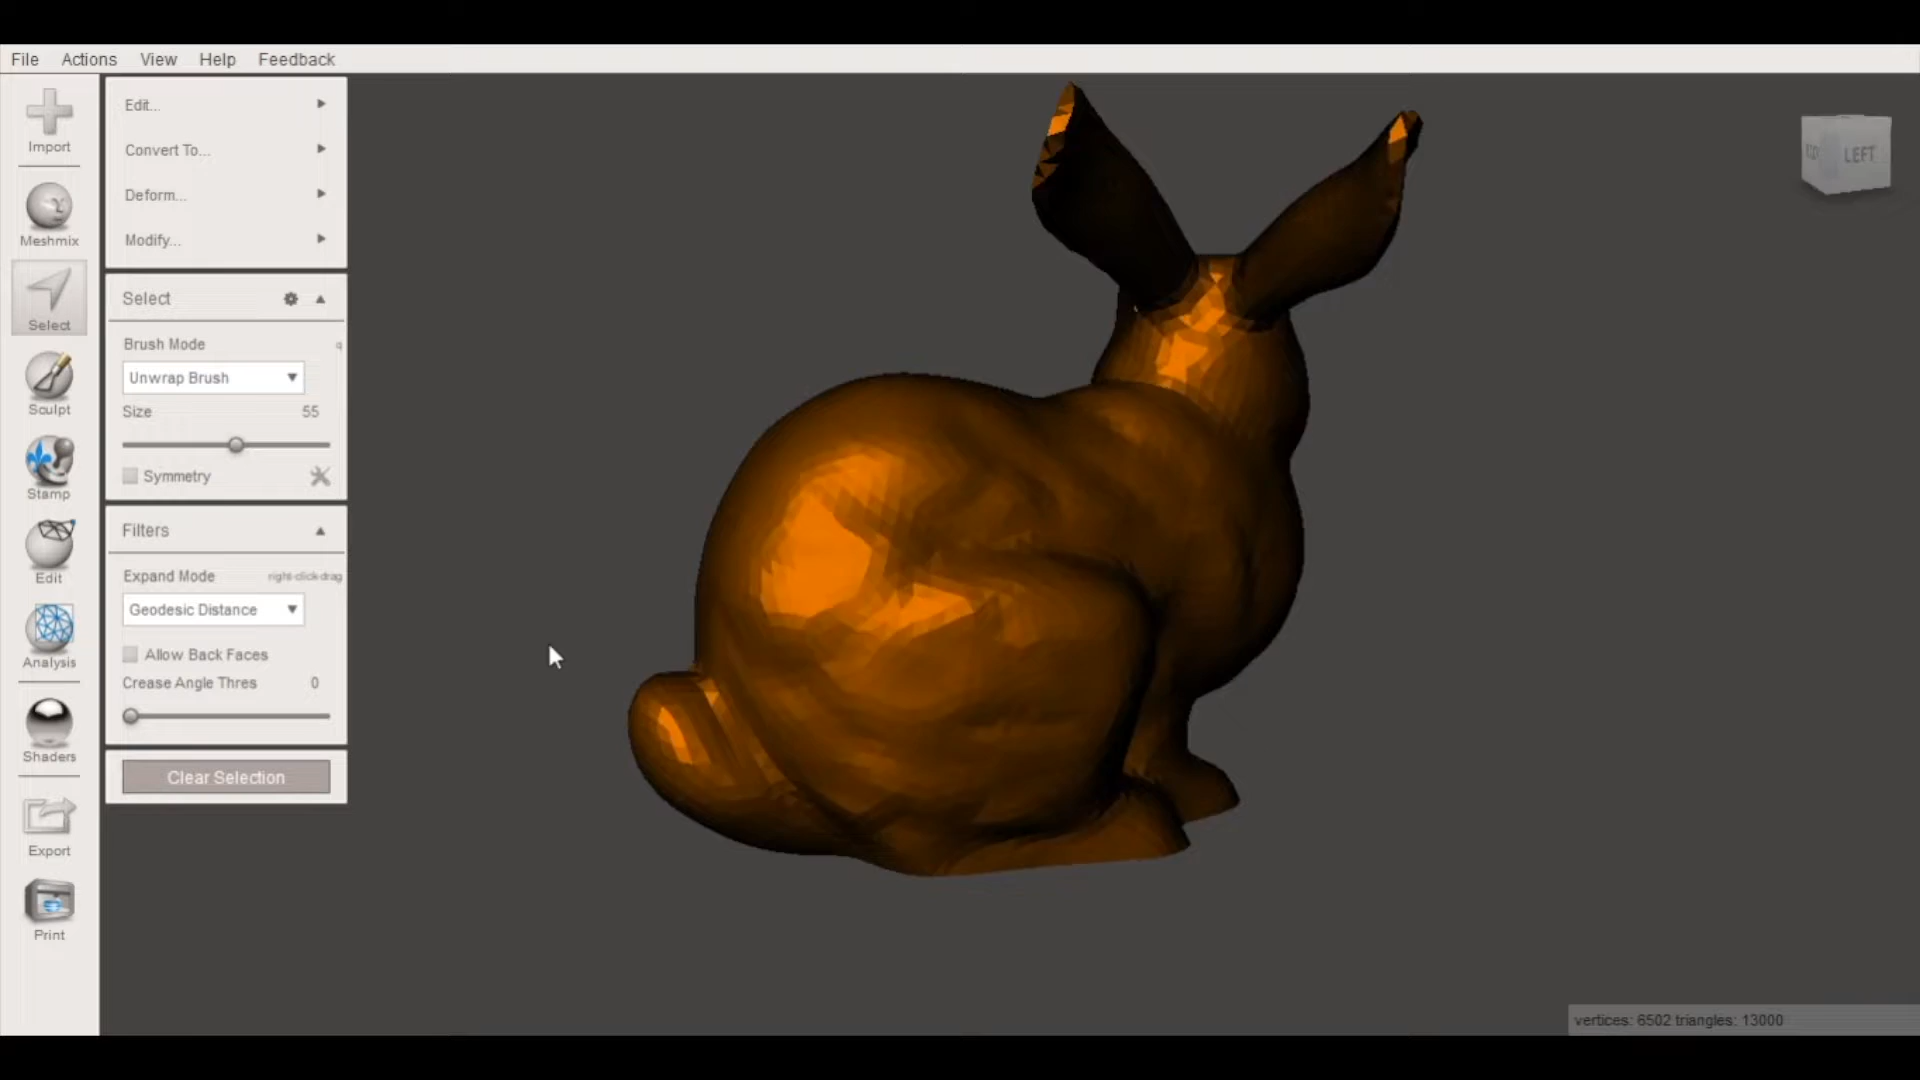 File Actions View Help Feedback
Import
Meshmix
Select
Sculpt
Stamp
Edit
Analysis
Shaders
Export
Print
Edit...
Convert To...
Deform...
Modify...
Select
Brush Mode q
Unwrap Brush
Size 55
Symmetry
Filters
Expand Mode right-click-drag
Geodesic Distance
Allow Back Faces
Crease Angle Thres 0
Clear Selection
LEFT
vertices: 6502 triangles: 13000